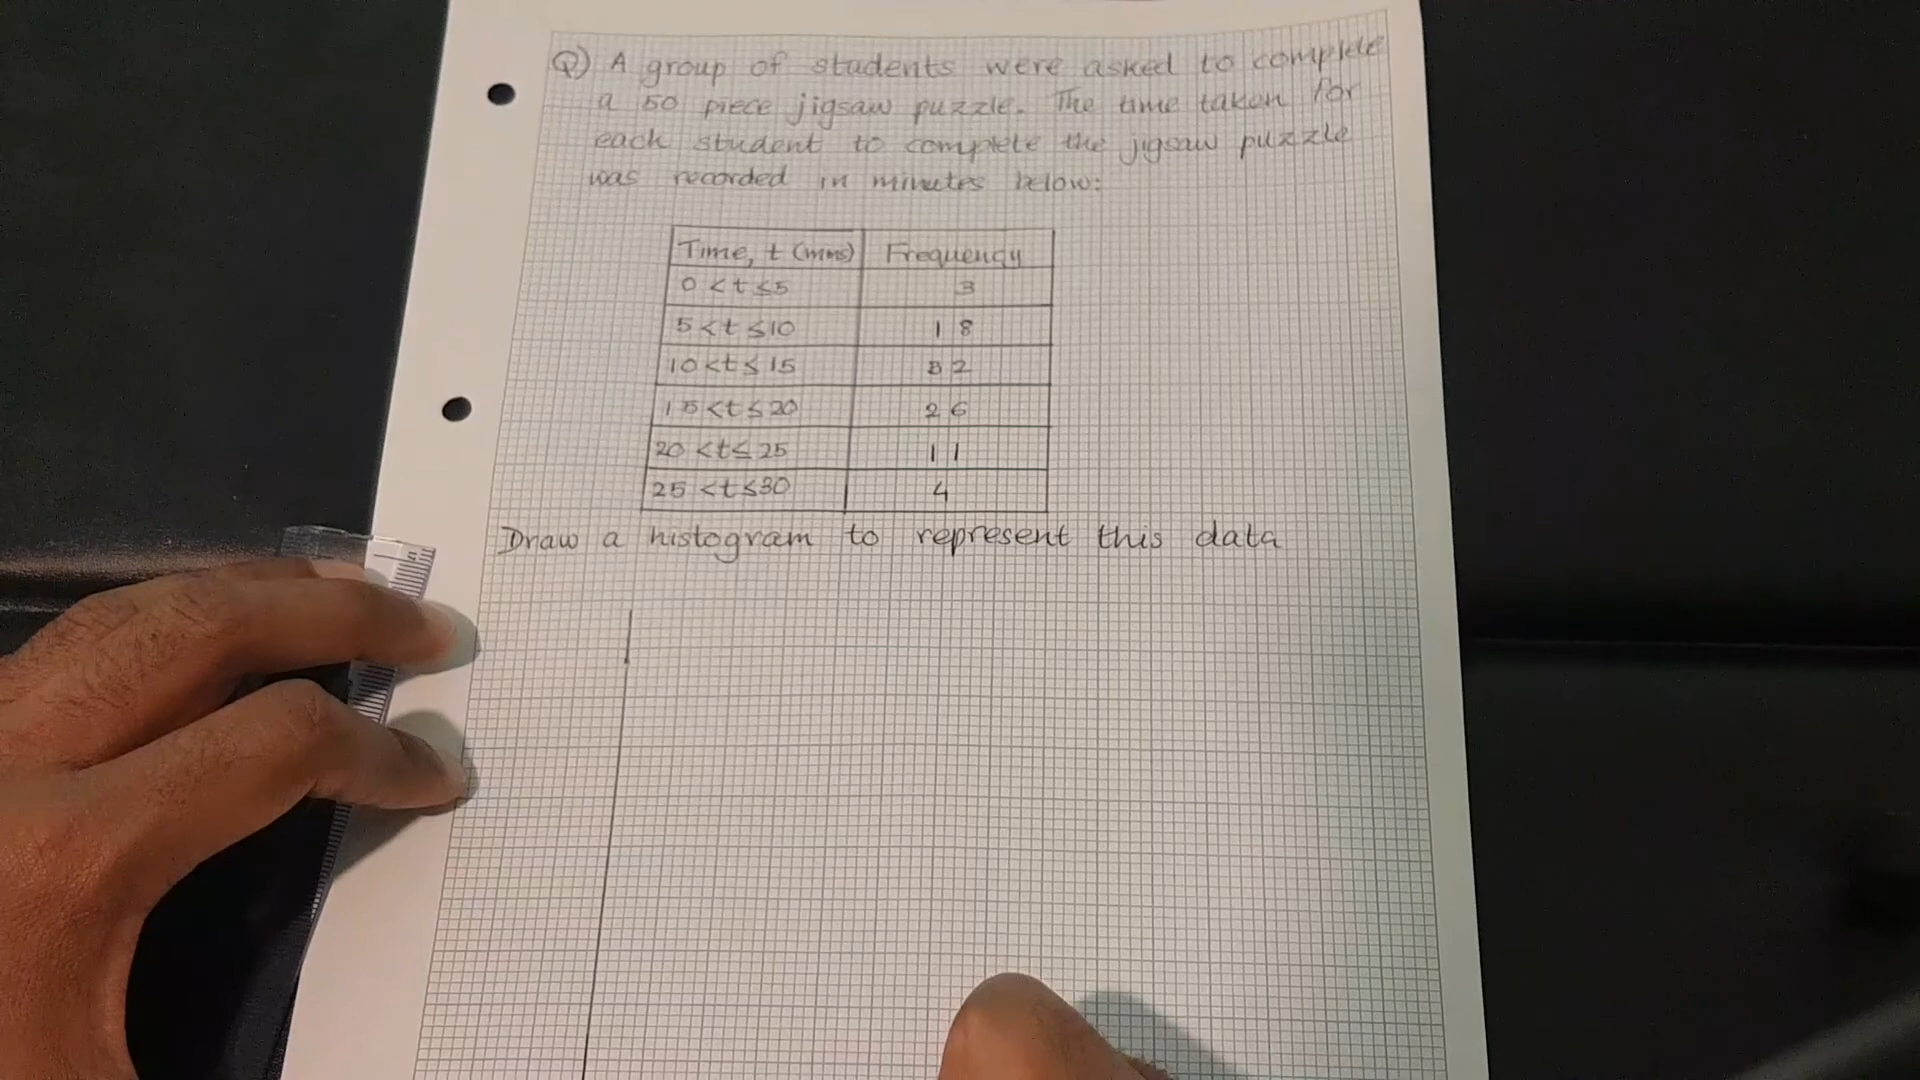 Q) A group of students were asked to complete
a 50 piece jigsaw puzzle. The time taken for
each student to complete the jigsaw puzzle
was recorded in minutes below:
Time, t (mins) Frequency
0 < t ≤ 5 3
5 < t ≤ 10 18
10 < t ≤ 15 32
15 < t ≤ 20 26
20 < t ≤ 25 11
25 < t ≤ 30 4
Draw a histogram to represent this data